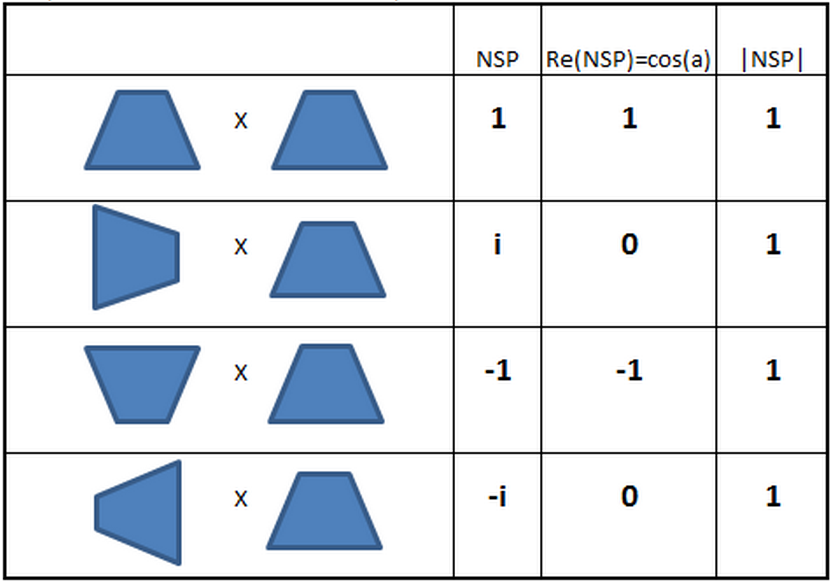 NSP Re(NSP)=cos(a) |NSP|
x 1 1 1
x i 0 1
x -1 -1 1
x -i 0 1